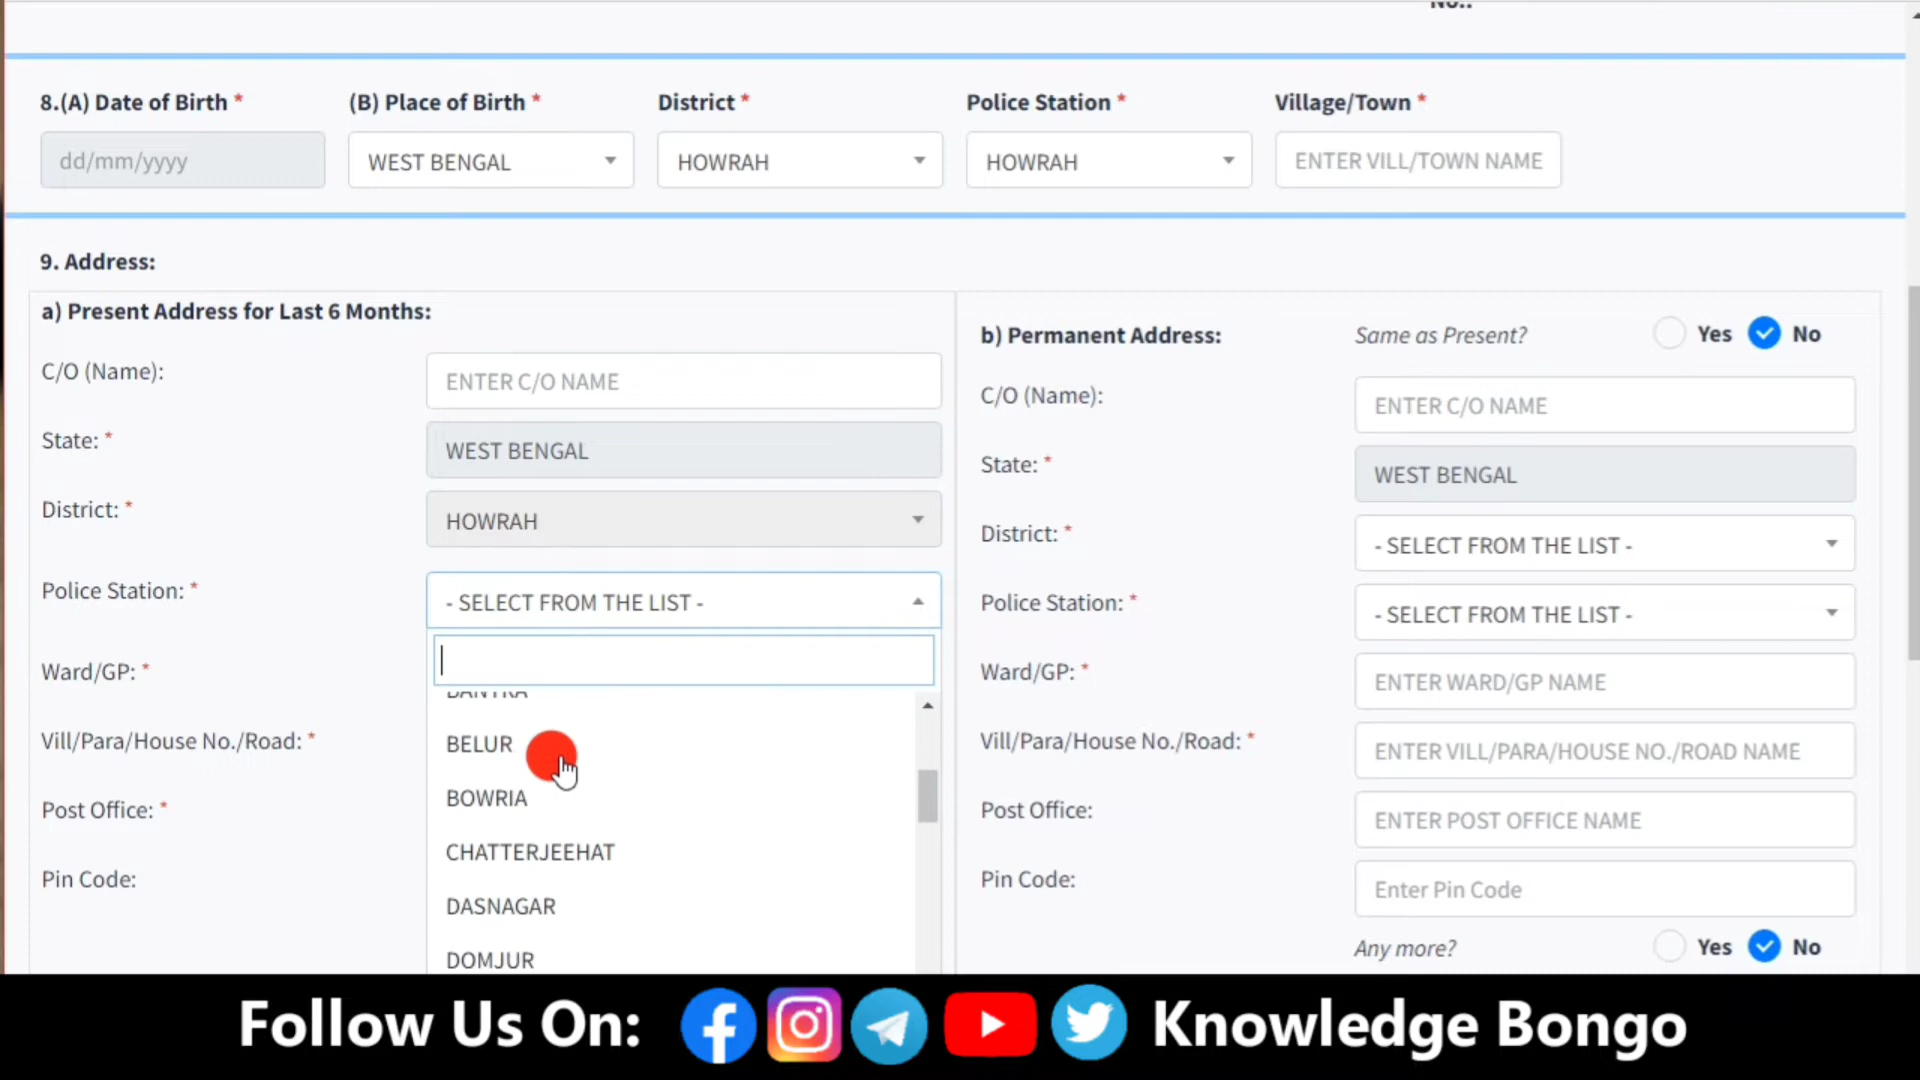 8.(A) Date of Birth * (B) Place of Birth * District * Police Station * Village/Town *
dd/mm/yyyy WEST BENGAL HOWRAH HOWRAH ENTER VILL/TOWN NAME
9. Address:
a) Present Address for Last 6 Months:
C/O (Name): ENTER C/O NAME
State: * WEST BENGAL
District: * HOWRAH
Police Station: * - SELECT FROM THE LIST -
BELUR
BOWRIA
CHATTERJEEHAT
DASNAGAR
DOMJUR
Ward/GP: *
Vill/Para/House No./Road: *
Post Office: *
Pin Code:
b) Permanent Address: Same as Present? Yes No
C/O (Name): ENTER C/O NAME
State: * WEST BENGAL
District: * - SELECT FROM THE LIST -
Police Station: * - SELECT FROM THE LIST -
Ward/GP: * ENTER WARD/GP NAME
Vill/Para/House No./Road: * ENTER VILL/PARA/HOUSE NO./ROAD NAME
Post Office: ENTER POST OFFICE NAME
Pin Code: Enter Pin Code
Any more? Yes No
Follow Us On: Knowledge Bongo